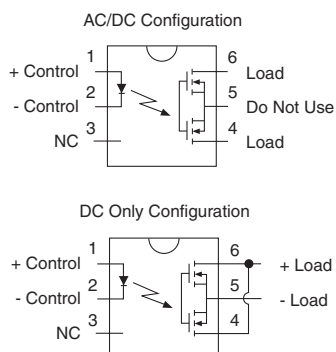 AC/DC Configuration
1 6
+ Control Load
2 5
- Control Do Not Use
3 4
NC Load
DC Only Configuration
1 6
+ Control + Load
2 5
- Control - Load
3 4
NC